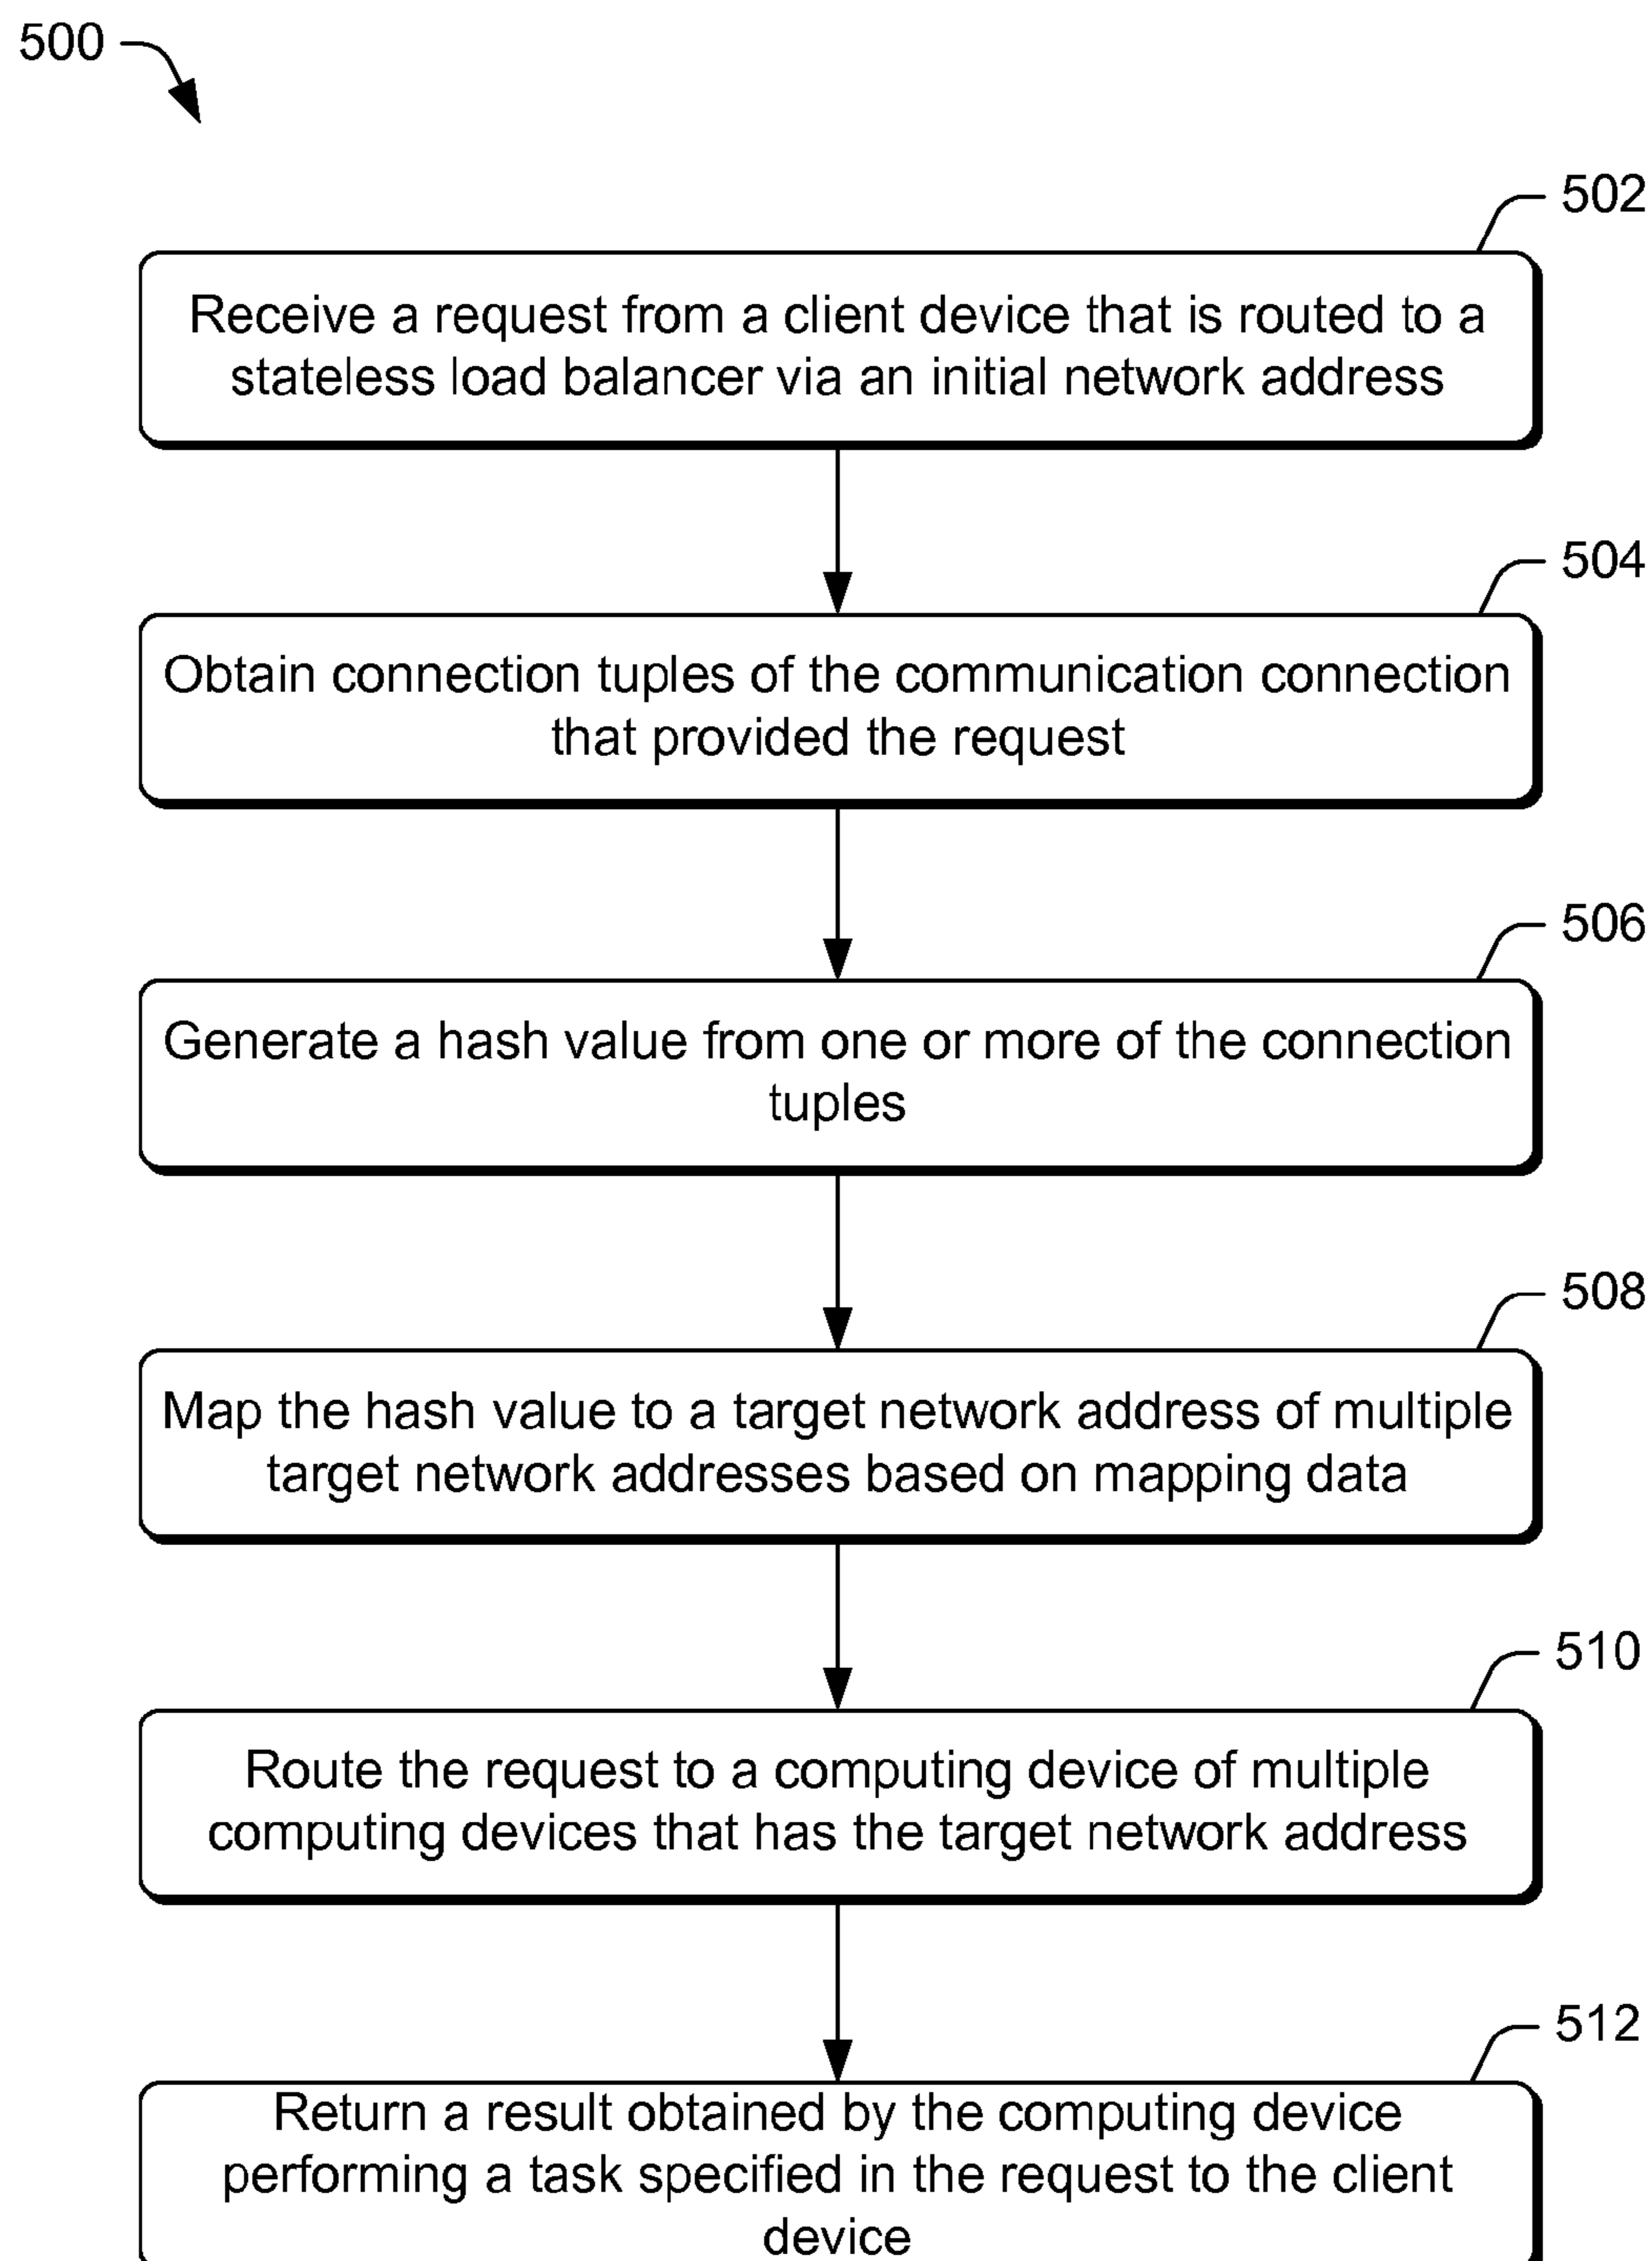 500
502
Receive a request from a client device that is routed to a
stateless load balancer via an initial network address
504
Obtain connection tuples of the communication connection
that provided the request
506
Generate a hash value from one or more of the connection
tuples
508
Map the hash value to a target network address of multiple
target network addresses based on mapping data
510
Route the request to a computing device of multiple
computing devices that has the target network address
512
Return a result obtained by the computing device
performing a task specified in the request to the client
device